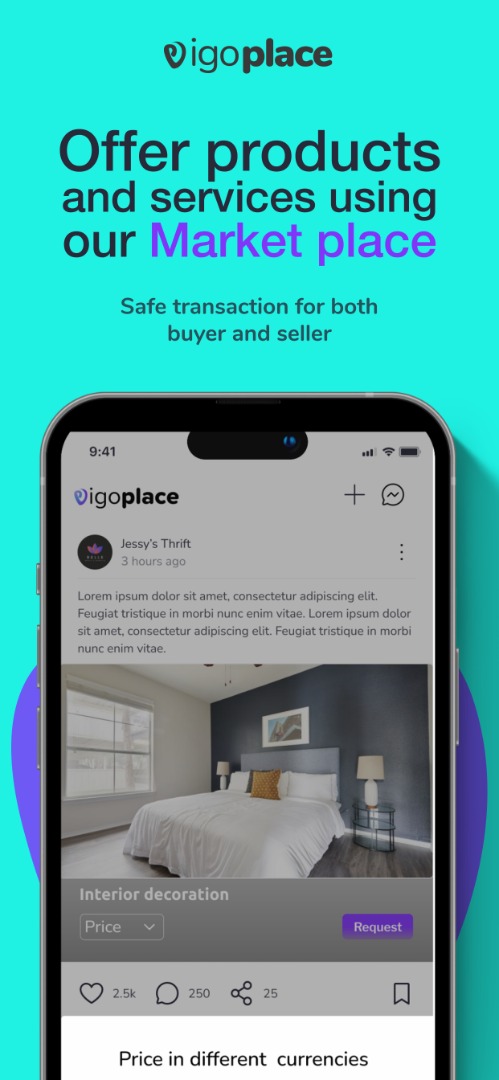 Vigoplace
Offer products
and services using
our Market place
Safe transaction for both
buyer and seller
9:41
Vigoplace
Jessy's Thrift
3 hours ago
Lorem ipsum dolor sit amet, consectetur adipiscing elit.
Feugiat tristique in morbi nunc enim vitae. Lorem ipsum dolor
sit amet, consectetur adipiscing elit. Feugiat tristique in morbi
nunc enim vitae.
Interior decoration
Price
Request
2.5k 250 25
Price in different currencies